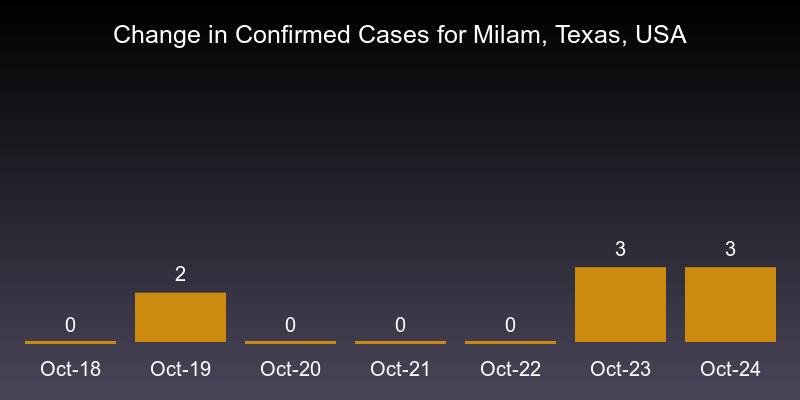 Change in Confirmed Cases for Milam, Texas, USA
0 2 0 0 0 3 3
Oct-18 Oct-19 Oct-20 Oct-21 Oct-22 Oct-23 Oct-24